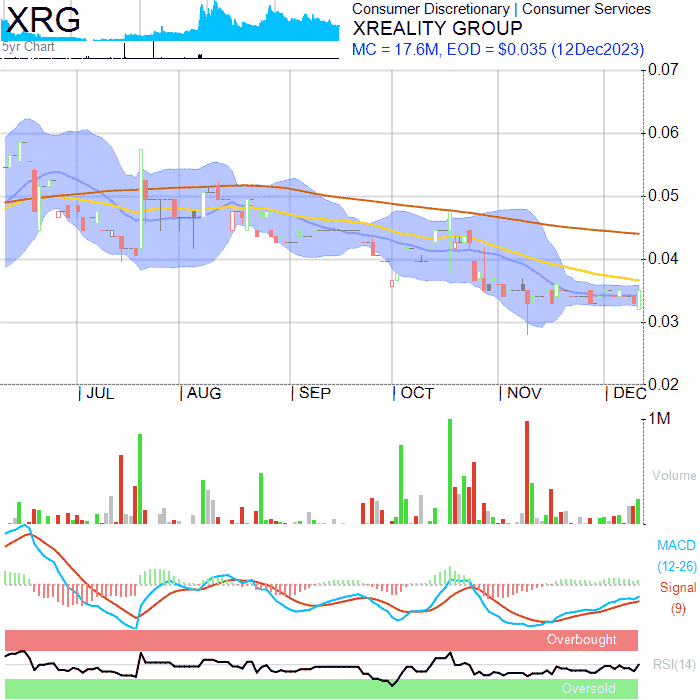 XRG
5yr Chart
Consumer Discretionary | Consumer Services
XREALITY GROUP
MC = 17.6M, EOD = $0.035 (12Dec2023)
0.07
0.06
0.05
0.04
0.03
0.02
| JUL | AUG | SEP | OCT | NOV | DEC
1M
Volume
MACD
(12-26)
Signal
(9)
Overbought
RSI(14)
Oversold